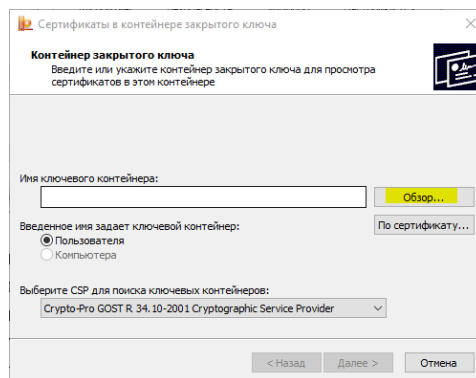 Сертификаты в контейнере закрытого ключа
Контейнер закрытого ключа
Введите или укажите контейнер закрытого ключа для просмотра
сертификатов в этом контейнере
Имя ключевого контейнера:
Обзор...
Введенное имя задает ключевой контейнер:
По сертификату...
Пользователя
Компьютера
Выберите CSP для поиска ключевых контейнеров:
Crypto-Pro GOST R 34.10-2001 Cryptographic Service Provider
< Назад
Далее >
Отмена